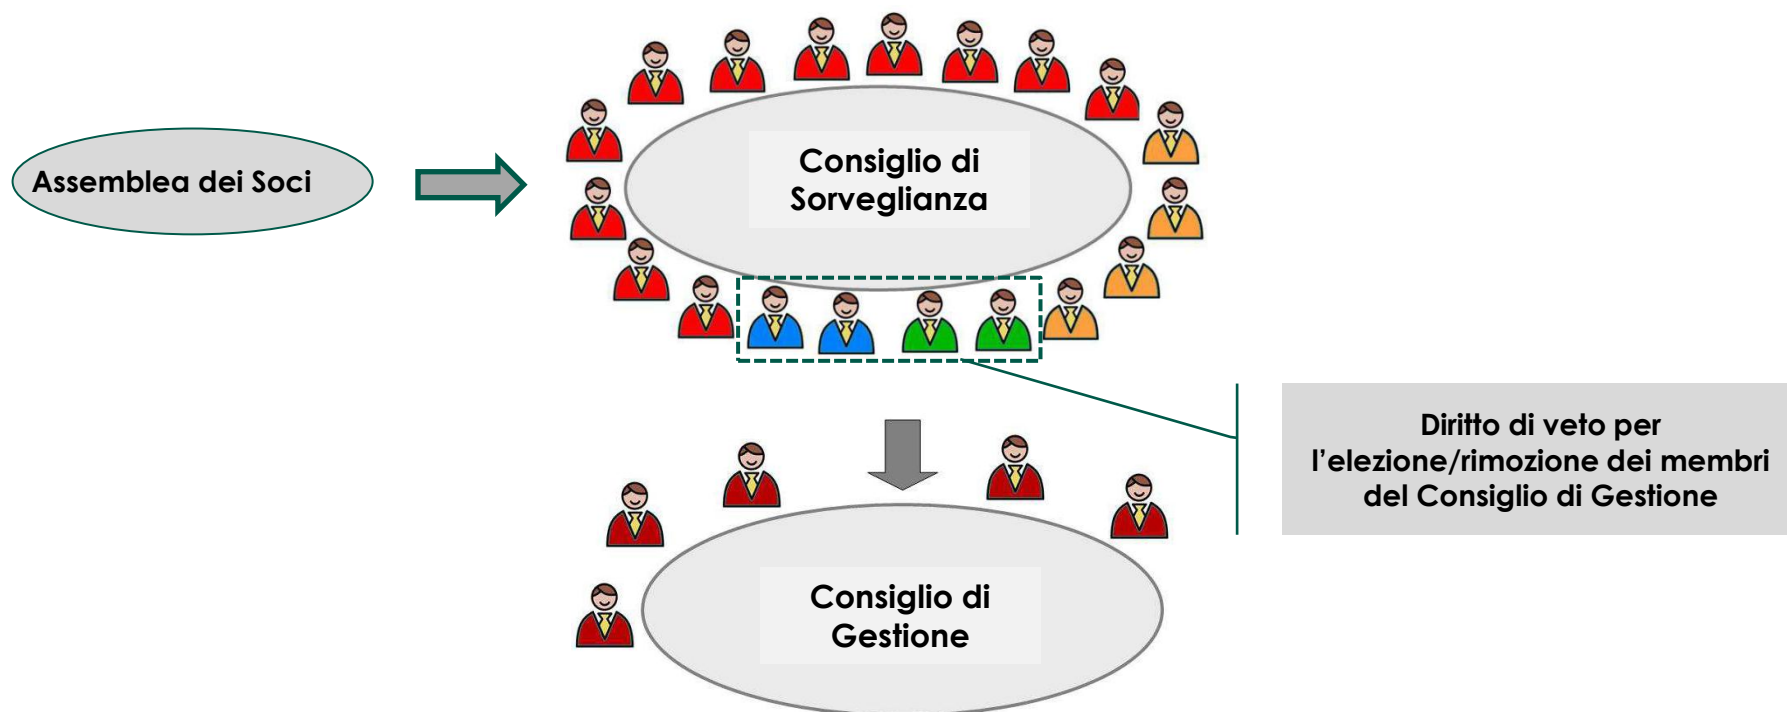 Assemblea dei Soci
Consiglio di
Sorveglianza
Diritto di veto per
l’elezione/rimozione dei membri
del Consiglio di Gestione
Consiglio di
Gestione